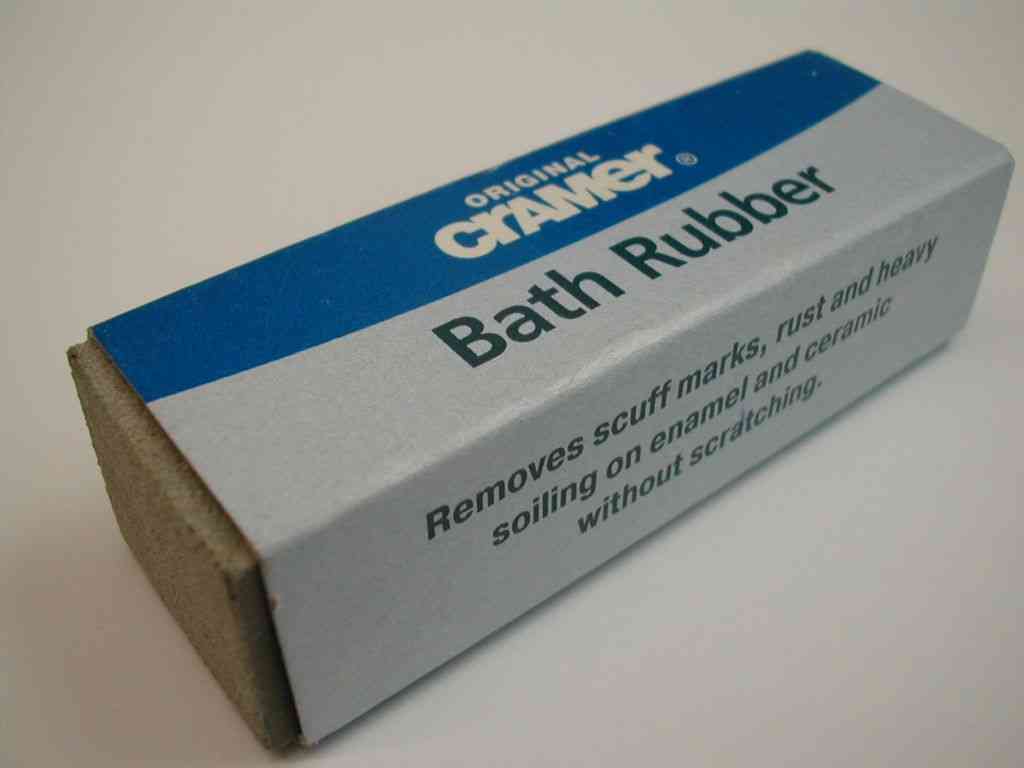 ORIGINAL
CRAMER®
Bath Rubber
Removes scuff marks, rust and heavy
soiling on enamel and ceramic
without scratching.